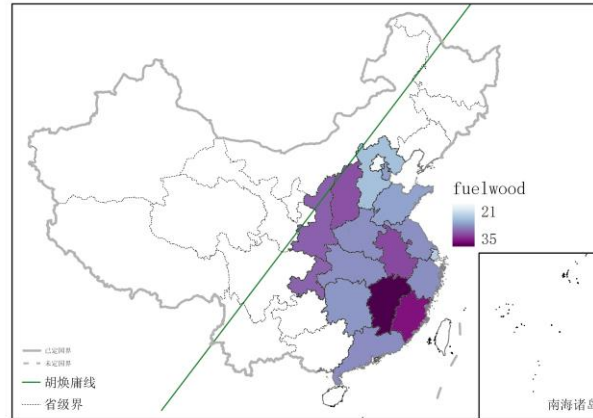 fuelwood
21
35
已定国界
未定国界
胡焕庸线
省级界
南海诸岛